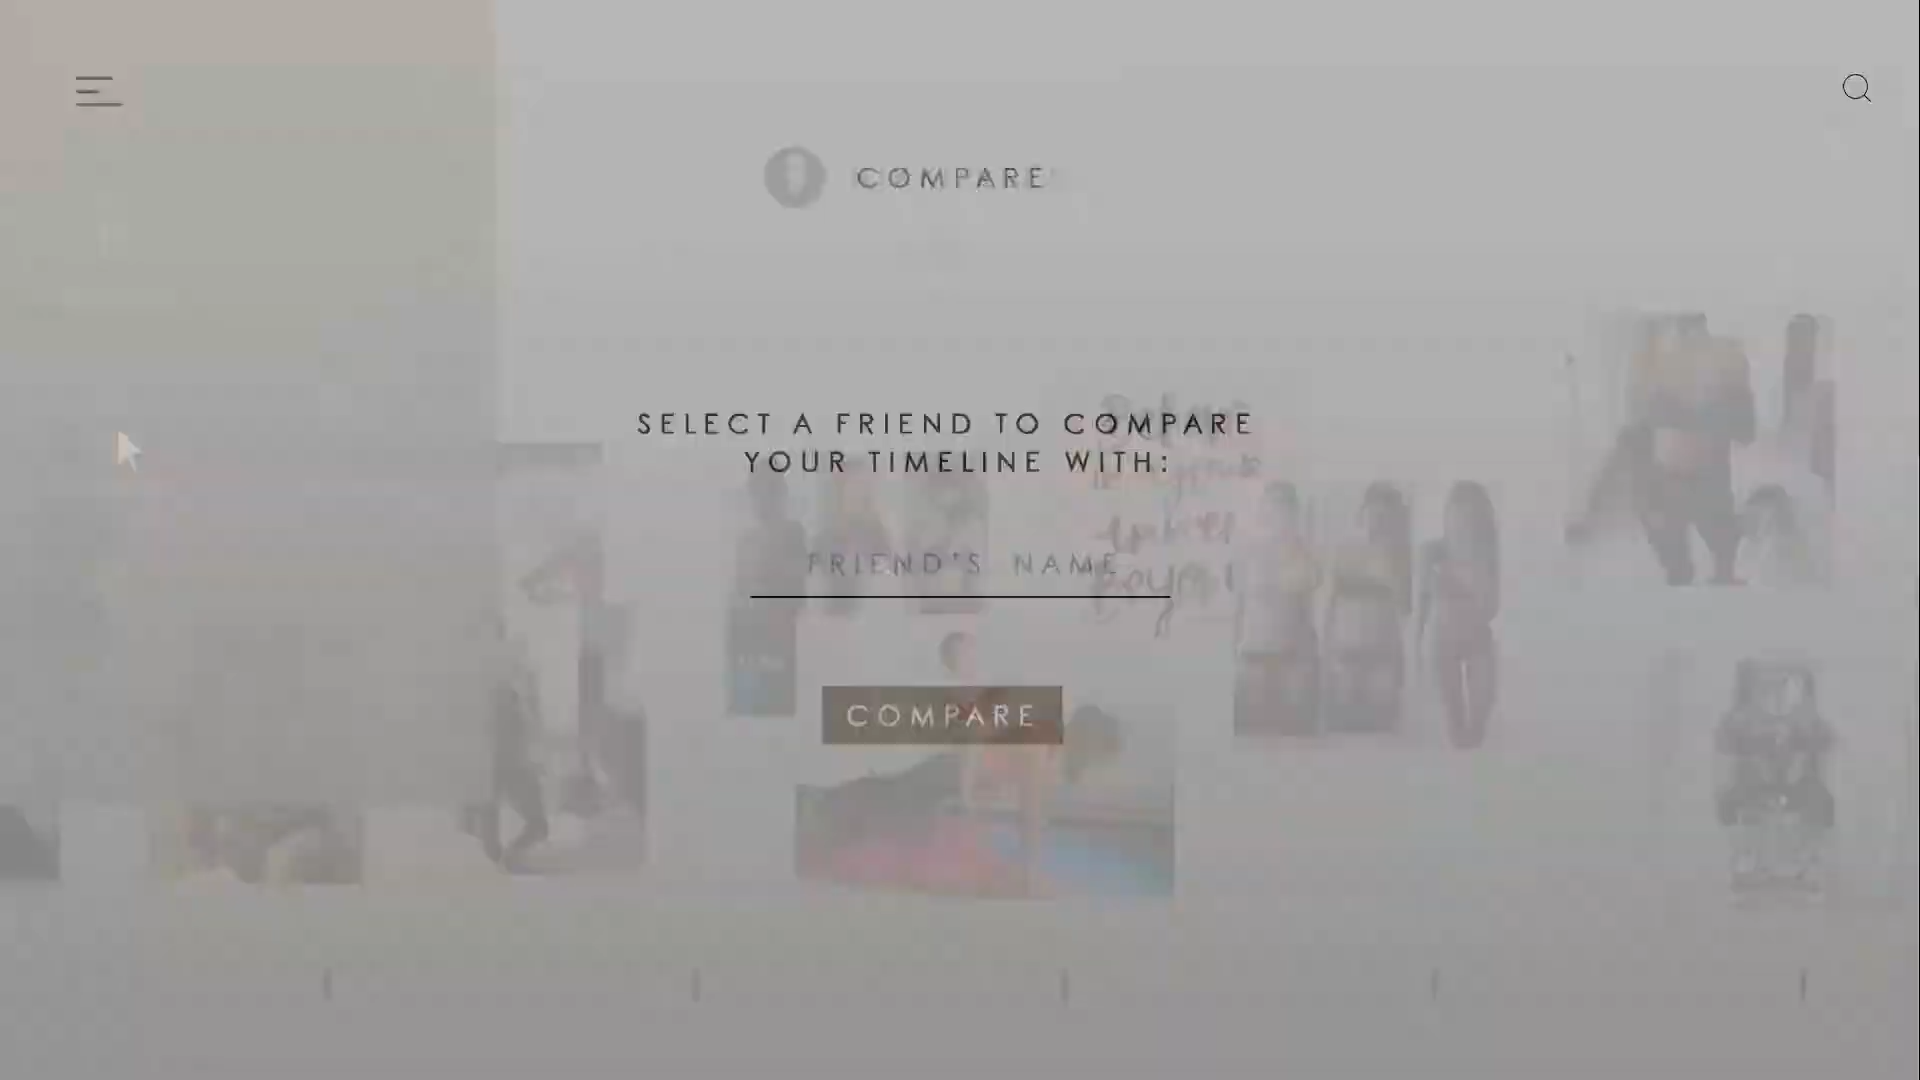 COMPARE
SELECT A FRIEND TO COMPARE
YOUR TIMELINE WITH:
FRIEND'S NAME
COMPARE